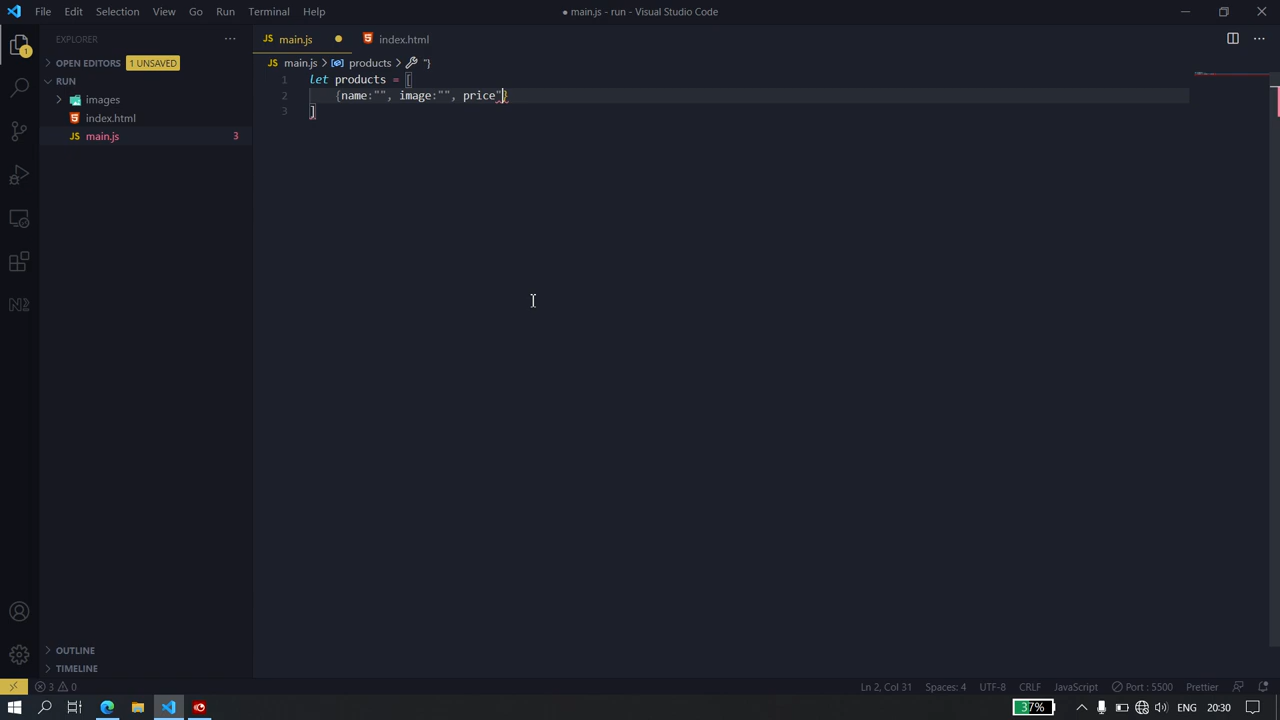 File Edit Selection View Go Run Terminal Help
● main.js - run - Visual Studio Code
EXPLORER
JS main.js
index.html
OPEN EDITORS 1 UNSAVED
main.js > products > "}
RUN
images
index.html
JS main.js 3
1 let products = [
2 {name:"", image:"", price"}
3 ]
1
OUTLINE
TIMELINE
3 0
Ln 2, Col 31 Spaces: 4 UTF-8 CRLF JavaScript Port : 5500 Prettier
37%
ENG 20:30